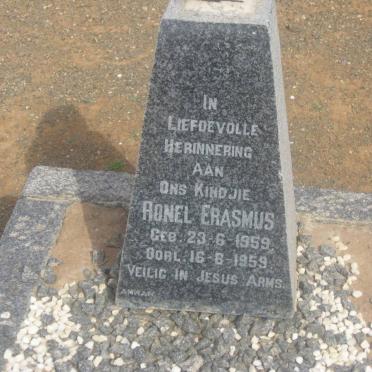 IN
LIEFDEVOLLE
HERINNERING
AAN
ONS KINDJIE
RONEL ERASMUS
GEB. 23-6-1959.
OORL. 16-8-1959
VEILIG IN JESUS ARMS.